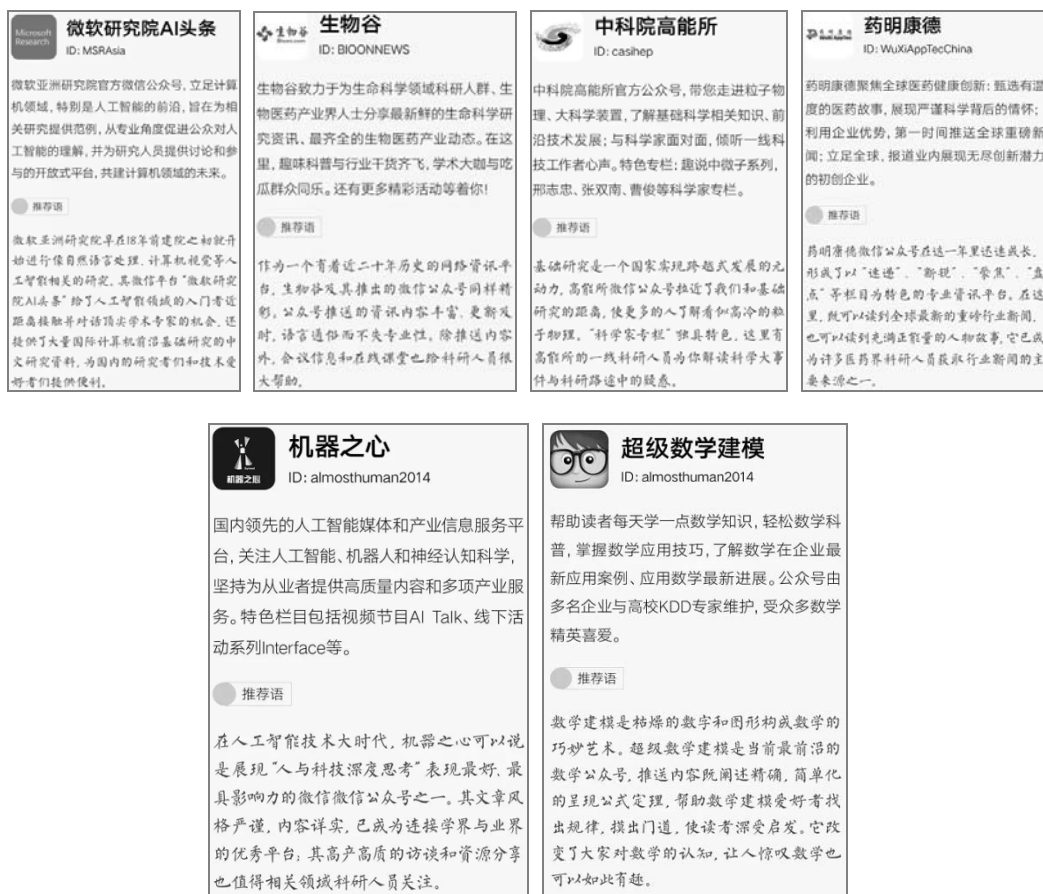 Microsoft
Research
微软研究院AI头条
ID: MSRAsia
微软亚洲研究院官方微信公众号,立足计算
机领域,特别是人工智能的前沿,旨在为相
关研究提供范例,从专业角度促进公众对人
工智能的理解,并为研究人员提供讨论和参
与的开放式平台,共建计算机领域的未来。
推荐语
微软亚洲研究院早在18年前建院之初就开
始进行像自然语言处理、计算机视觉等人
工智能相关的研究。其微信平台“微软研究
院AI头条”给了人工智能领域的入门者近
距离接触并对话顶尖学术专家的机会,还
提供了大量国际计算机前沿基础研究的中
文研究资料,为国内的研究者们和技术爱
好者们提供便利。
生物谷
Bioon.com
生物谷
ID: BIOONNEWS
生物谷致力于为生命科学领域科研人群、生
物医药产业界人士分享最新鲜的生命科学研
究资讯、最齐全的生物医药产业动态。在这
里,趣味科普与行业干货齐飞,学术大咖与吃
瓜群众同乐。还有更多精彩活动等着你!
推荐语
作为一个有着近二十年历史的网络资讯平
台,生物谷及其推出的微信公众号同样精
彩。公众号推送的资讯内容丰富、更新及
时,语言通俗而不失专业性。除推送内容
外,会议信息和在线课堂也给科研人员很
大帮助。
中科院高能所
ID: casihep
中科院高能所官方公众号,带您走进粒子物
理、大科学装置,了解基础科学相关知识、前
沿技术发展;与科学家面对面,倾听一线科
技工作者心声。特色专栏:趣说中微子系列,
邢志忠、张双南、曹俊等科学家专栏。
推荐语
基础研究是一个国家实现跨越式发展的元
动力,高能所微信公众号拉近了我们和基础
研究的距离,使更多的人了解看似高冷的粒
子物理。“科学家专栏”独具特色,这里有
高能所的一线科研人员为你解读科学大事
件与科研路途中的疑惑。
药明康德
WuXi AppTec
药明康德
ID: WuXiAppTecChina
药明康德聚焦全球医药健康创新:甄选有温
度的医药故事,展现严谨科学背后的情怀;
利用企业优势,第一时间推送全球重磅新
闻;立足全球,报道业内展现无尽创新潜力
的初创企业。
推荐语
药明康德微信公众号在这一年里迅速成长,
形成了以“速递”、“新锐”、“聚焦”、“盘
点”等栏目为特色的专业资讯平台。在这
里,既可以读到全球最新的重磅行业新闻,
也可以读到充满正能量的人物故事,它已成
为许多医药界科研人员获取行业新闻的主
要来源之一。
机器之心
机器之心
ID: almosthuman2014
国内领先的人工智能媒体和产业信息服务平
台,关注人工智能、机器人和神经认知科学,
坚持为从业者提供高质量内容和多项产业服
务。特色栏目包括视频节目AI Talk、线下活
动系列Interface等。
推荐语
在人工智能技术大时代,机器之心可以说
是展现“人与科技深度思考”表现最好、最
具影响力的微信微信公众号之一。其文章风
格严谨,内容详实,已成为连接学界与业界
的优秀平台;其高产高质的访谈和资源分享
也值得相关领域科研人员关注。
超级数学建模
ID: almosthuman2014
帮助读者每天学一点数学知识,轻松数学科
普,掌握数学应用技巧,了解数学在企业最
新应用案例、应用数学最新进展。公众号由
多名企业与高校KDD专家维护,受众多数学
精英喜爱。
推荐语
数学建模是枯燥的数字和图形构成数学的
巧妙艺术。超级数学建模是当前最前沿的
数学公众号,推送内容既阐述精确,简单化
的呈现公式定理,帮助数学建模爱好者找
出规律,摸出门道,使读者深受启发。它改
变了大家对数学的认知,让人惊叹数学也
可以如此有趣。